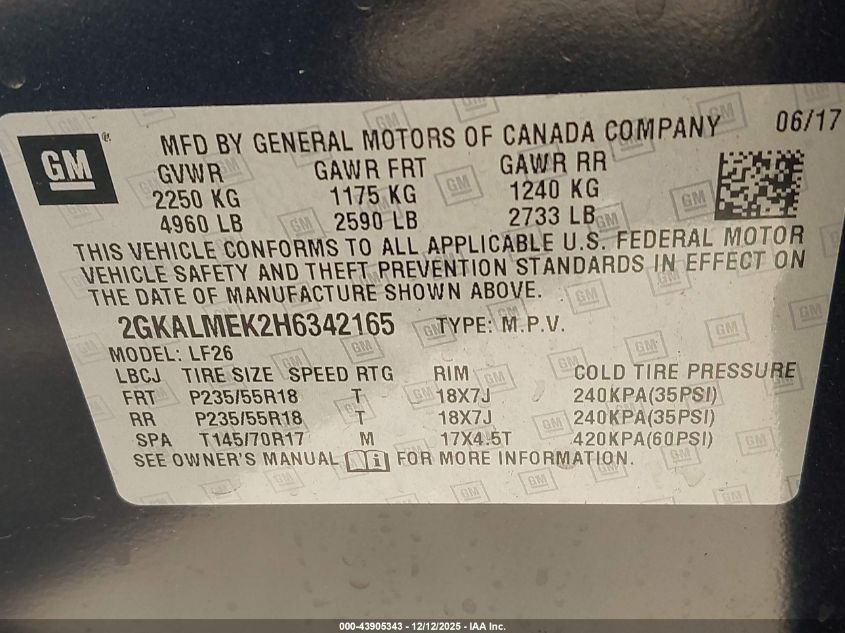 GM ® MFD BY GENERAL MOTORS OF CANADA COMPANY 06/17
GVWR GAWR FRT GAWR RR
2250 KG 1175 KG 1240 KG
4960 LB 2590 LB 2733 LB
THIS VEHICLE CONFORMS TO ALL APPLICABLE U.S. FEDERAL MOTOR
VEHICLE SAFETY AND THEFT PREVENTION STANDARDS IN EFFECT ON
THE DATE OF MANUFACTURE SHOWN ABOVE.
2GKALMEK2H6342165 TYPE: M.P.V.
MODEL: LF26
LBCJ TIRE SIZE SPEED RTG RIM COLD TIRE PRESSURE
FRT P235/55R18 T 18X7J 240KPA(35PSI)
RR P235/55R18 T 18X7J 240KPA(35PSI)
SPA T145/70R17 M 17X4.5T 420KPA(60PSI)
SEE OWNER'S MANUAL FOR MORE INFORMATION.
000-43905343 - 12/12/2025 - IAA Inc.